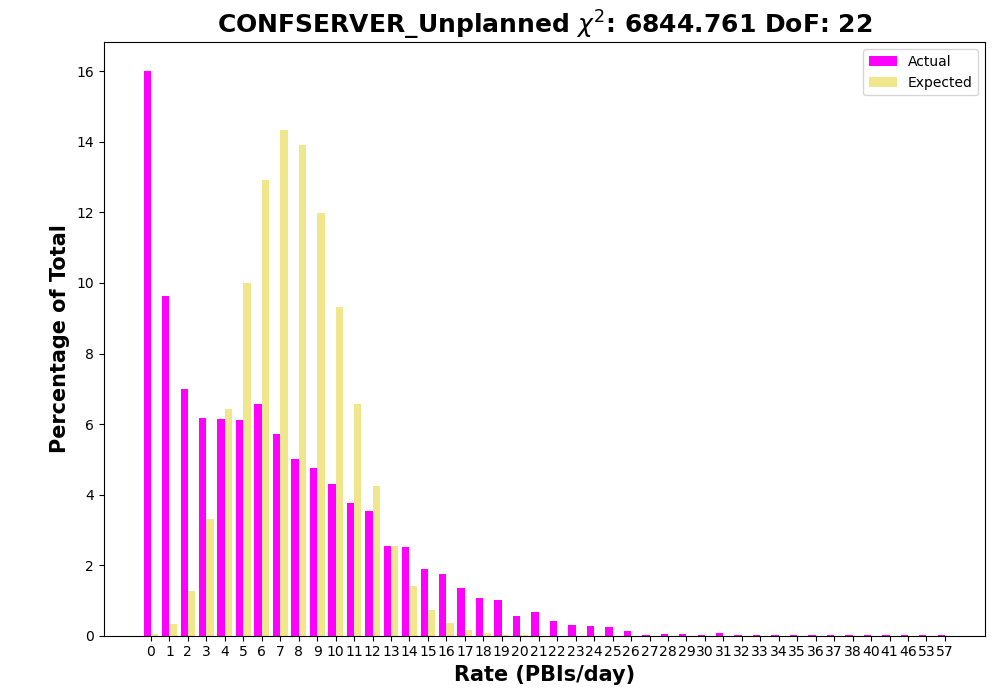 CONFSERVER_Unplanned χ²: 6844.761 DoF: 22
Actual
Expected
Percentage of Total
16
14
12
10
8
6
4
2
0
0 1 2 3 4 5 6 7 8 9 10 11 12 13 14 15 16 17 18 19 20 21 22 23 24 25 26 27 28 29 30 31 32 33 34 35 36 37 38 40 41 46 53 57
Rate (PBIs/day)